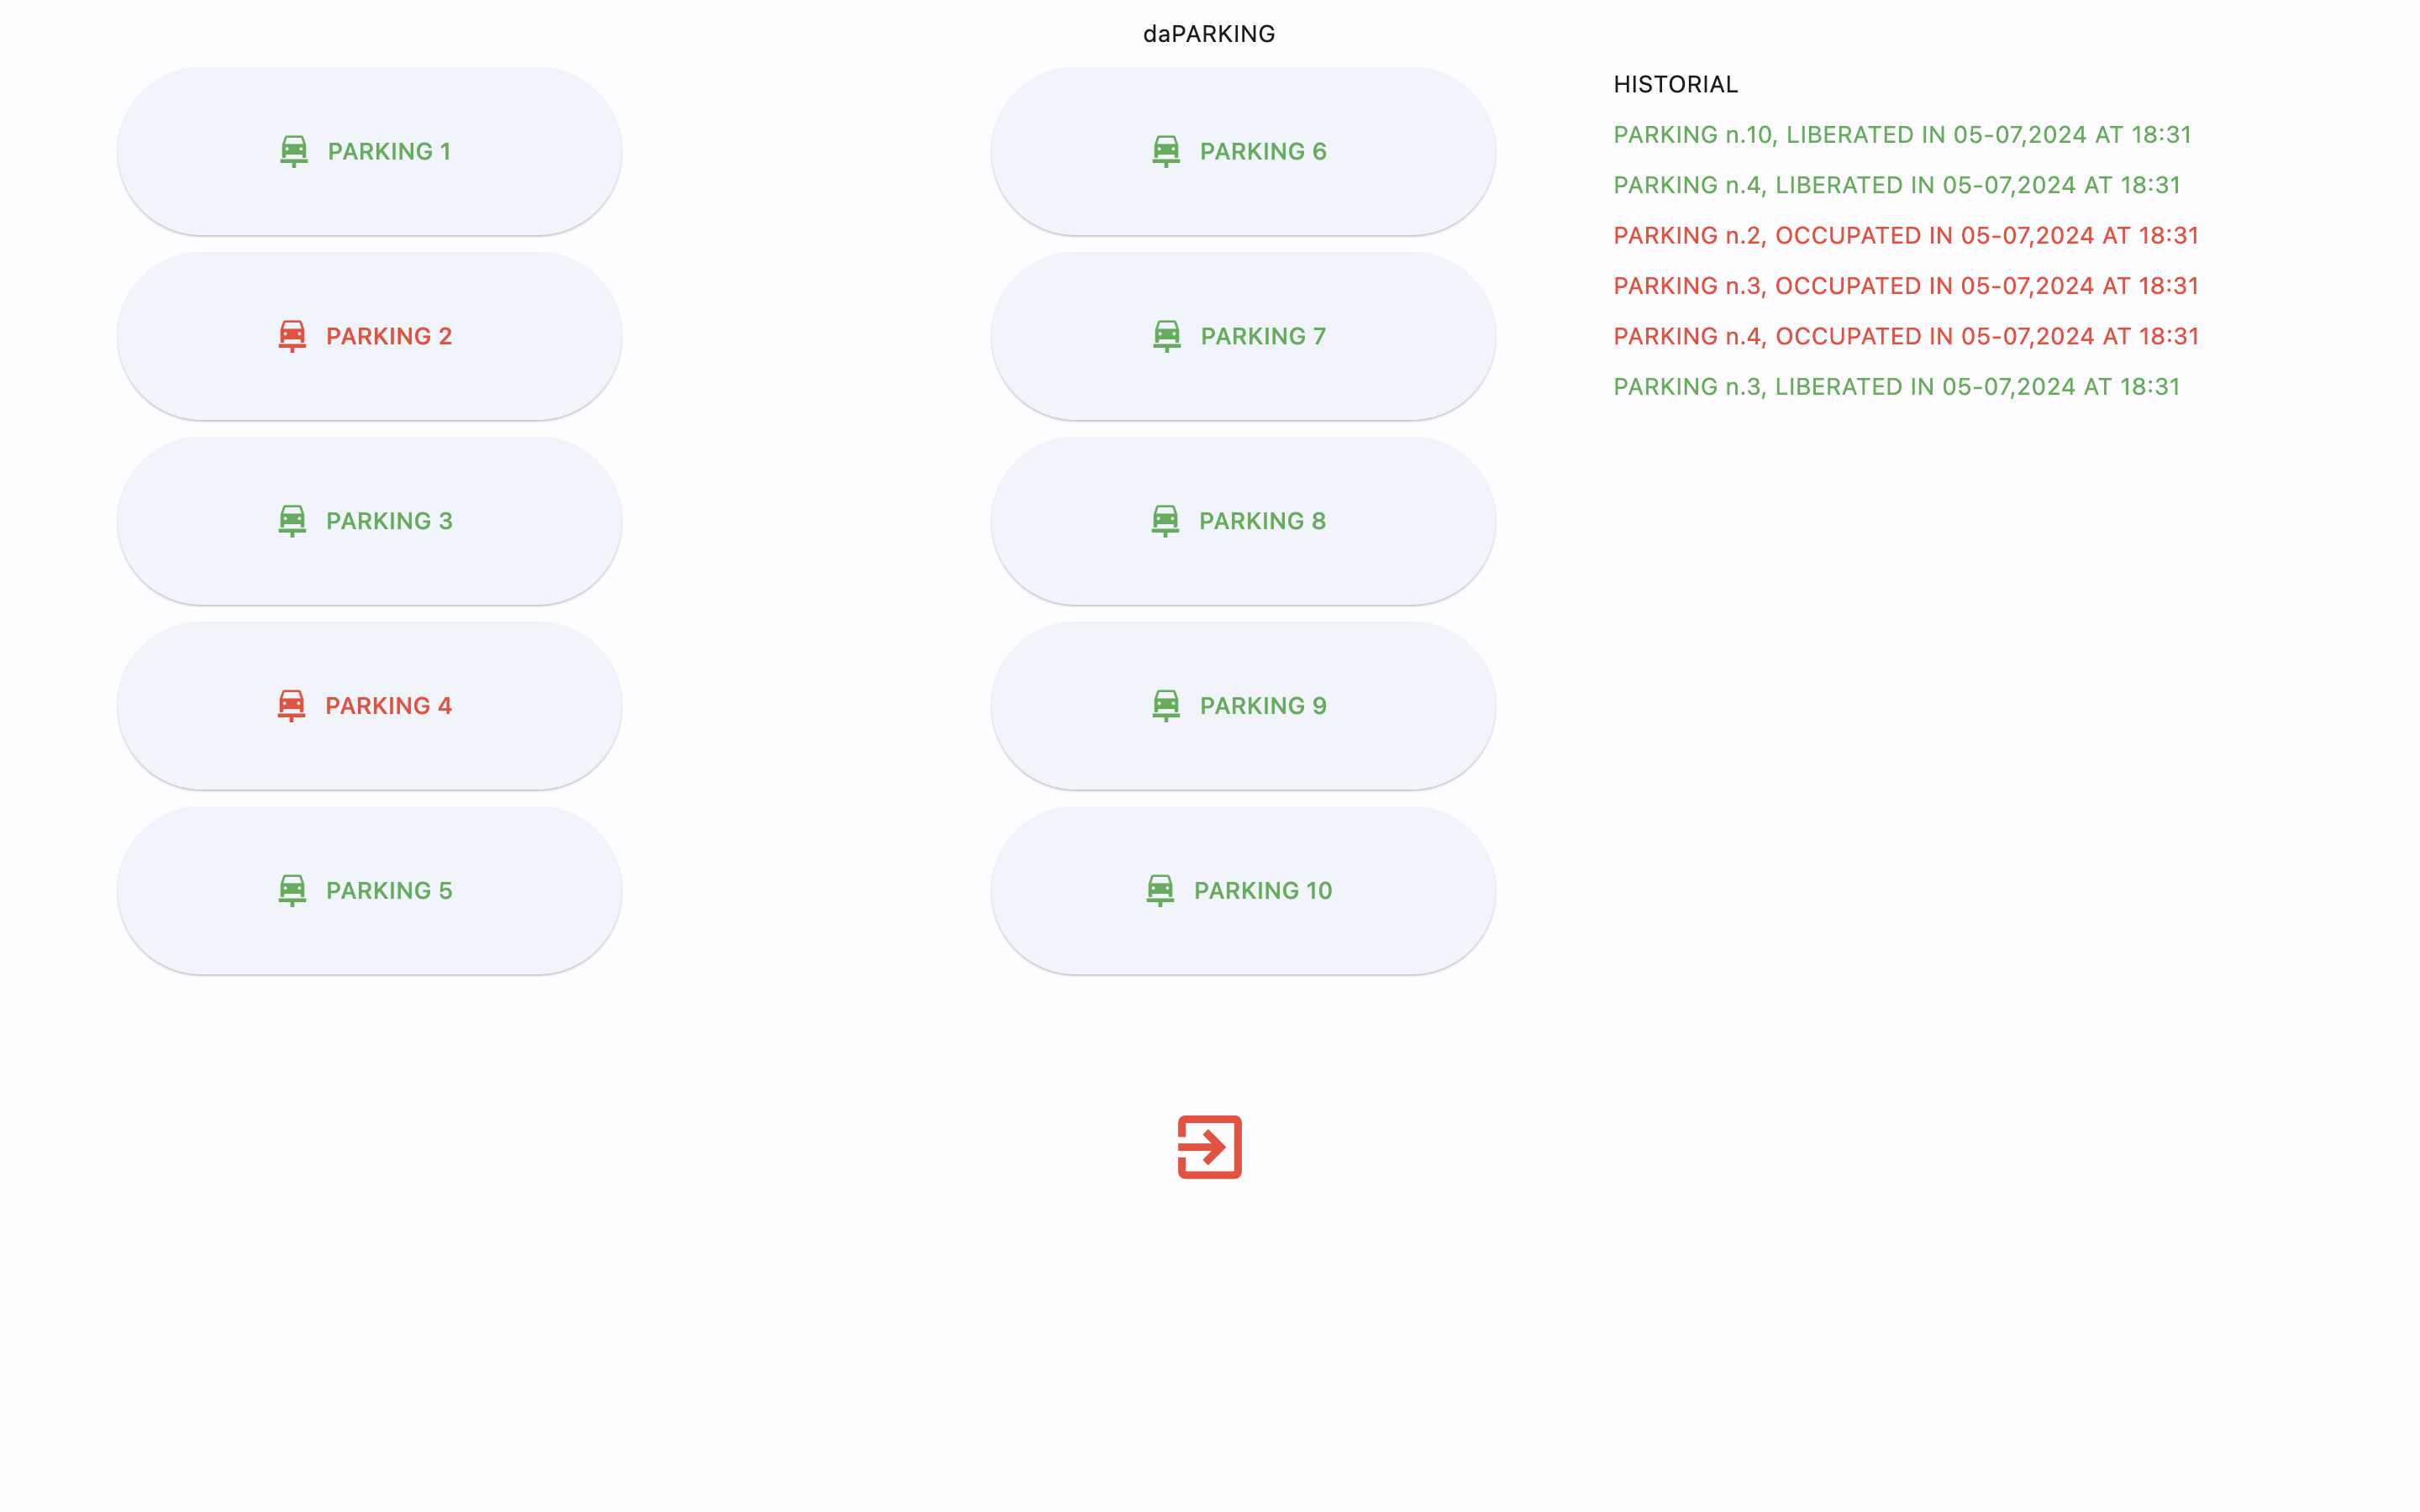 daPARKING
PARKING 1
PARKING 2
PARKING 3
PARKING 4
PARKING 5
PARKING 6
PARKING 7
PARKING 8
PARKING 9
PARKING 10
HISTORIAL
PARKING n.10, LIBERATED IN 05-07,2024 AT 18:31
PARKING n.4, LIBERATED IN 05-07,2024 AT 18:31
PARKING n.2, OCCUPATED IN 05-07,2024 AT 18:31
PARKING n.3, OCCUPATED IN 05-07,2024 AT 18:31
PARKING n.4, OCCUPATED IN 05-07,2024 AT 18:31
PARKING n.3, LIBERATED IN 05-07,2024 AT 18:31